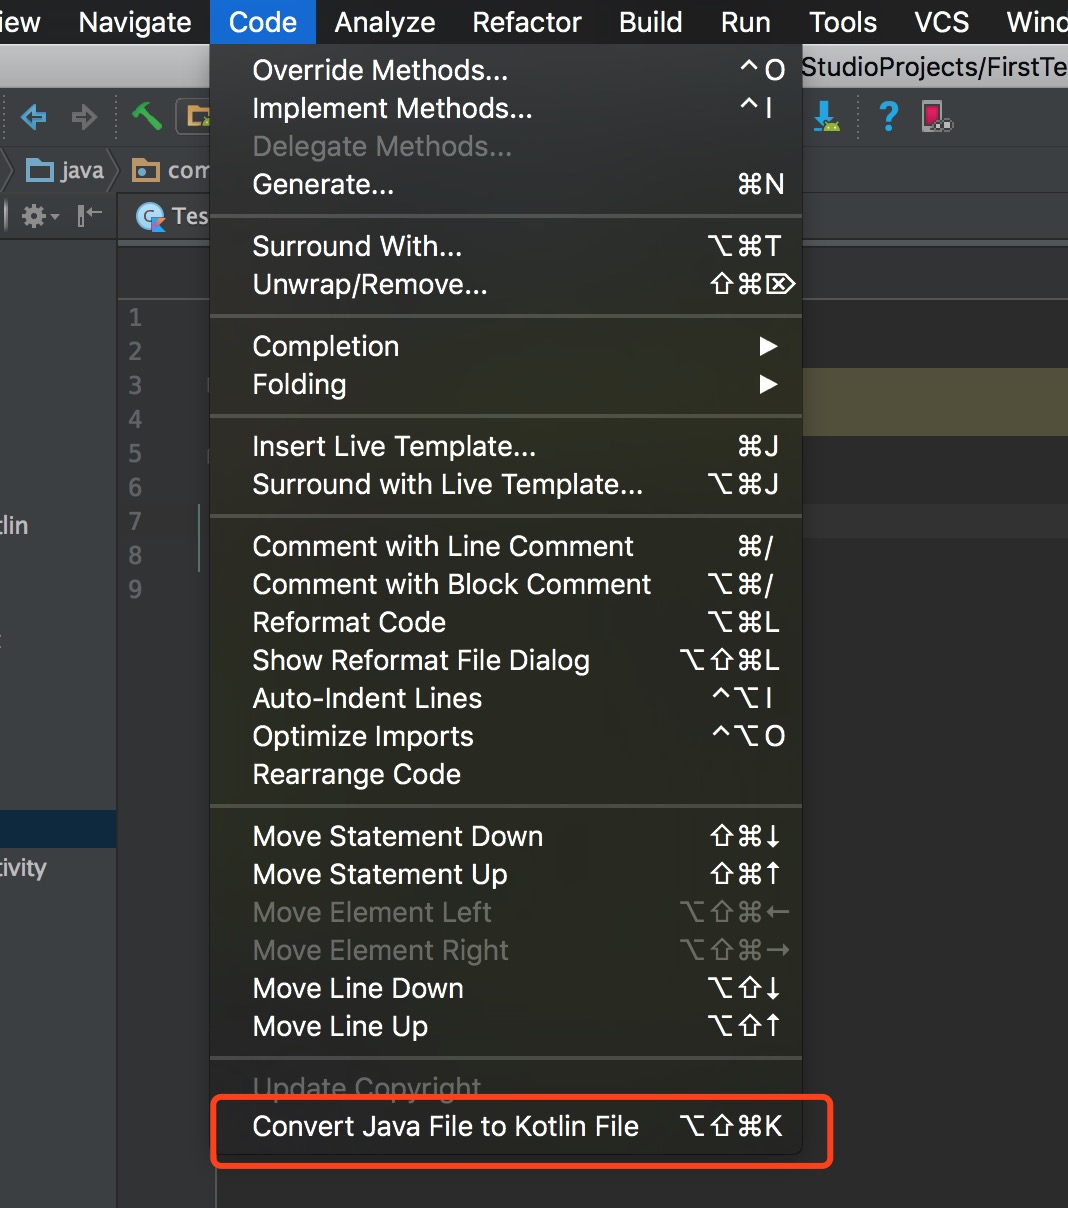 iew Navigate Code Analyze Refactor Build Run Tools VCS Wind
StudioProjects/FirstTe
java com
Tes
Override Methods... ^O
Implement Methods... ^I
Delegate Methods...
Generate... ⌘N
Surround With... ⌥⌘T
Unwrap/Remove... ⇧⌘⌦
Completion ▶
Folding ▶
Insert Live Template... ⌘J
Surround with Live Template... ⌥⌘J
Comment with Line Comment ⌘/
Comment with Block Comment ⌥⌘/
Reformat Code ⌥⌘L
Show Reformat File Dialog ⌥⇧⌘L
Auto-Indent Lines ^⌥I
Optimize Imports ^⌥O
Rearrange Code
Move Statement Down ⇧⌘↓
Move Statement Up ⇧⌘↑
Move Element Left ⌥⇧⌘←
Move Element Right ⌥⇧⌘→
Move Line Down ⌥⇧↓
Move Line Up ⌥⇧↑
Update Copyright
Convert Java File to Kotlin File ⌥⇧⌘K
1
2
3
4
5
6
7
8
9
tlin
tivity